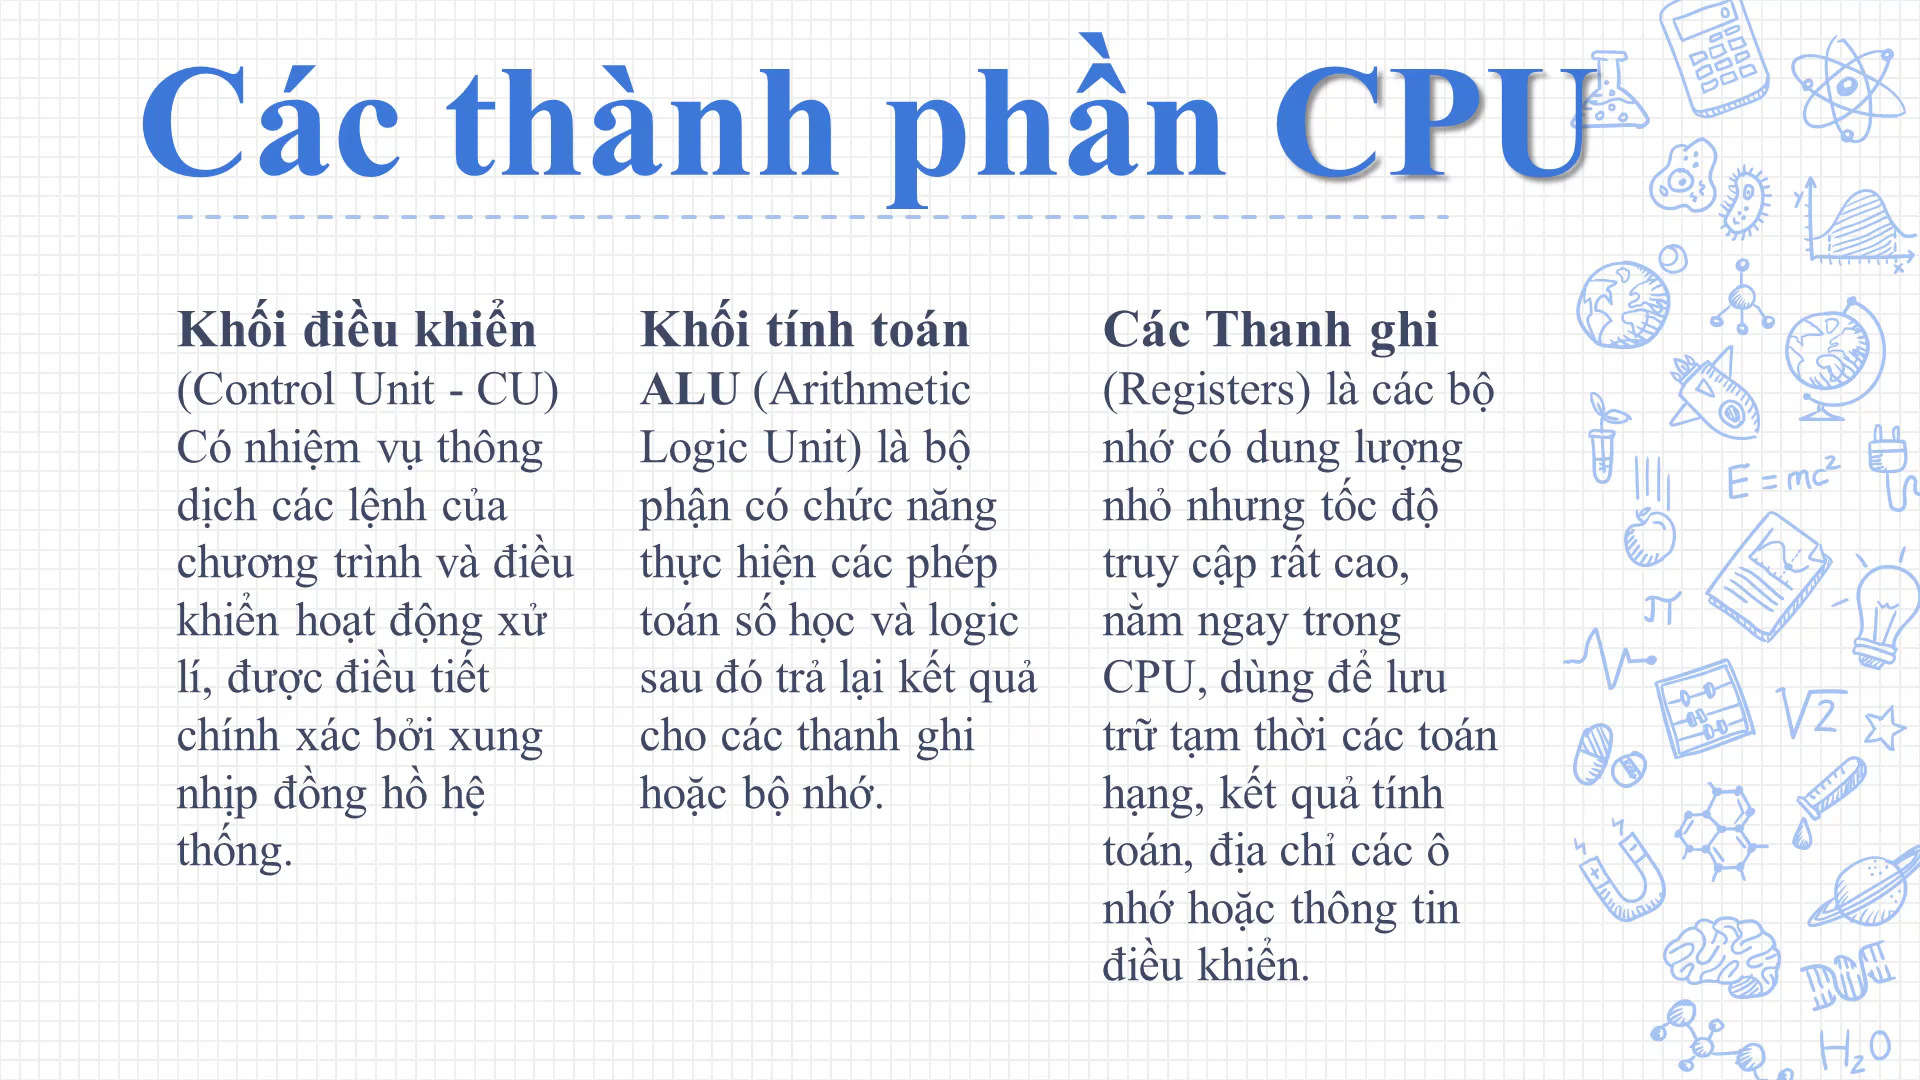 Các thành phần CPU
Khối điều khiển
(Control Unit - CU)
Có nhiệm vụ thông
dịch các lệnh của
chương trình và điều
khiển hoạt động xử
lí, được điều tiết
chính xác bởi xung
nhịp đồng hồ hệ
thống.
Khối tính toán
ALU (Arithmetic
Logic Unit) là bộ
phận có chức năng
thực hiện các phép
toán số học và logic
sau đó trả lại kết quả
cho các thanh ghi
hoặc bộ nhớ.
Các Thanh ghi
(Registers) là các bộ
nhớ có dung lượng
nhỏ nhưng tốc độ
truy cập rất cao,
nằm ngay trong
CPU, dùng để lưu
trữ tạm thời các toán
hạng, kết quả tính
toán, địa chỉ các ô
nhớ hoặc thông tin
điều khiển.
y
x
E=mc²
π
√2
H₂O